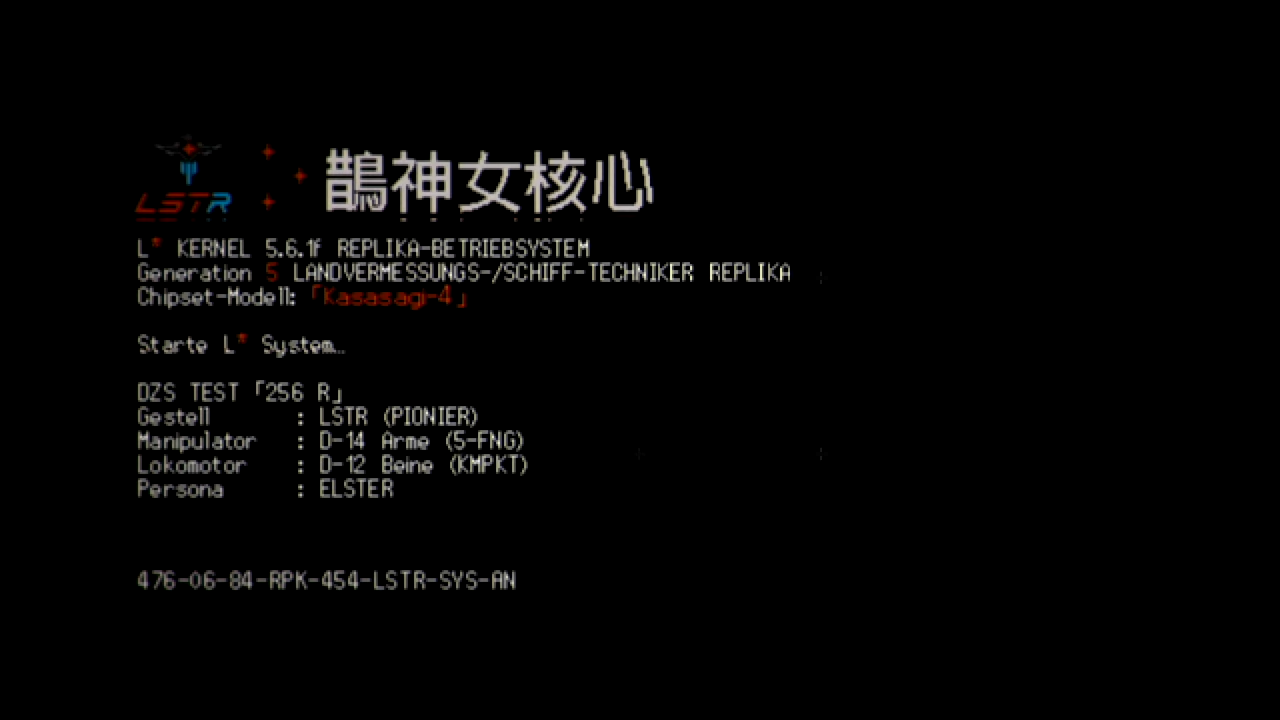 LSTR
鵲神女核心
L* KERNEL 5.6.1f REPLIKA-BETRIEBSYSTEM
Generation 5 LANDVERMESSUNGS-/SCHIFF-TECHNIKER REPLIKA
Chipset-Modell: 「Kasasagi-4」
Starte L* System…
DZS TEST「256 R」
Gestell : LSTR (PIONIER)
Manipulator : D-14 Arme (5-FNG)
Lokomotor : D-12 Beine (KMPKT)
Persona : ELSTER
476-06-84-RPK-454-LSTR-SYS-AN